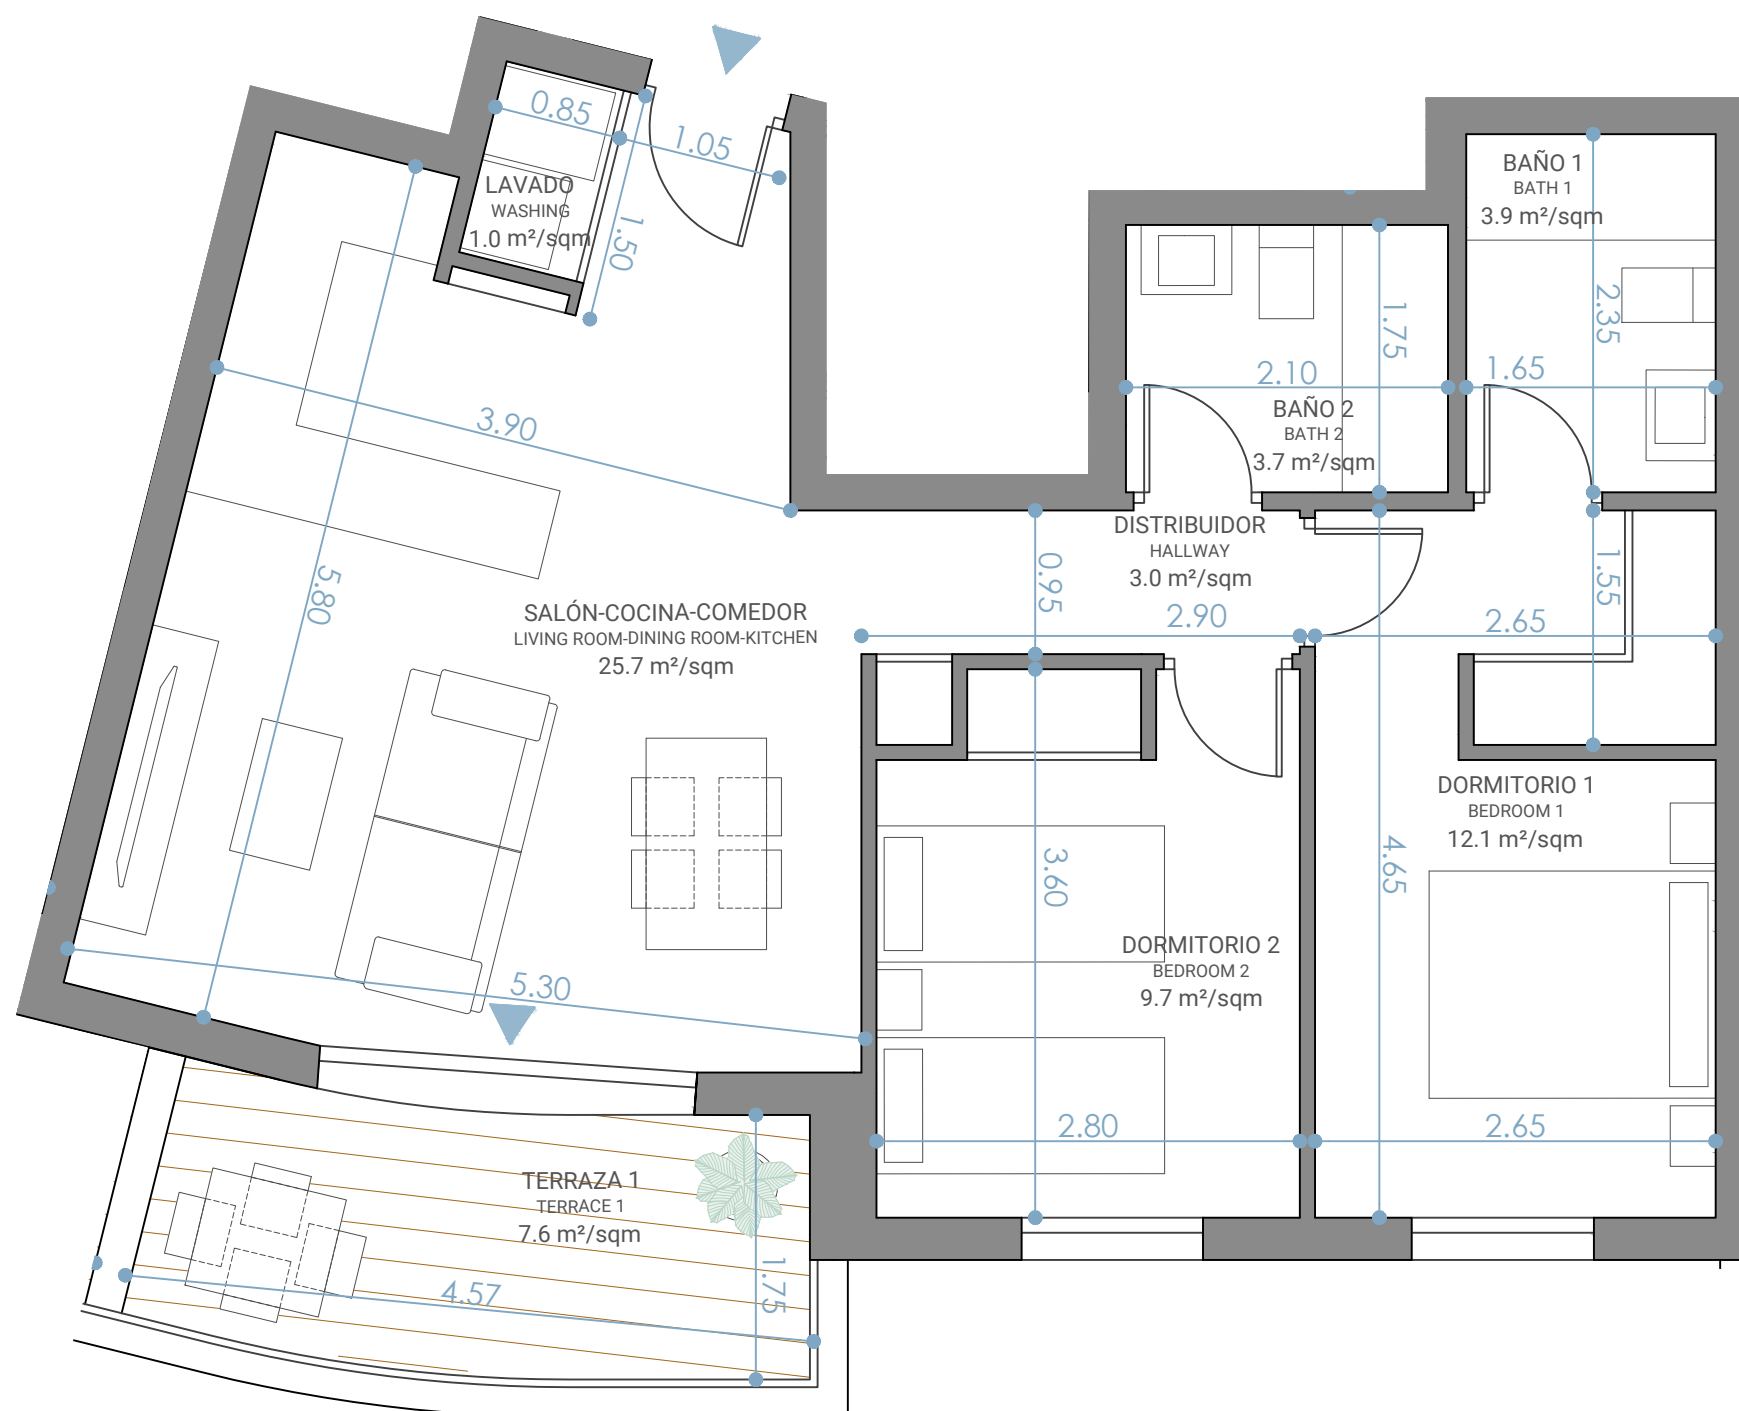 0.85
1.05
LAVADO
WASHING
1.0 m²/sqm
1.50
BAÑO 1
BATH 1
3.9 m²/sqm
2.35
1.65
1.75
2.10
BAÑO 2
BATH 2
3.7 m²/sqm
3.90
5.80
DISTRIBUIDOR
HALLWAY
3.0 m²/sqm
0.95
2.90
1.55
2.65
SALÓN-COCINA-COMEDOR
LIVING ROOM-DINING ROOM-KITCHEN
25.7 m²/sqm
DORMITORIO 1
BEDROOM 1
12.1 m²/sqm
3.60
4.65
DORMITORIO 2
BEDROOM 2
9.7 m²/sqm
5.30
2.80
2.65
TERRAZA 1
TERRACE 1
7.6 m²/sqm
1.75
4.57